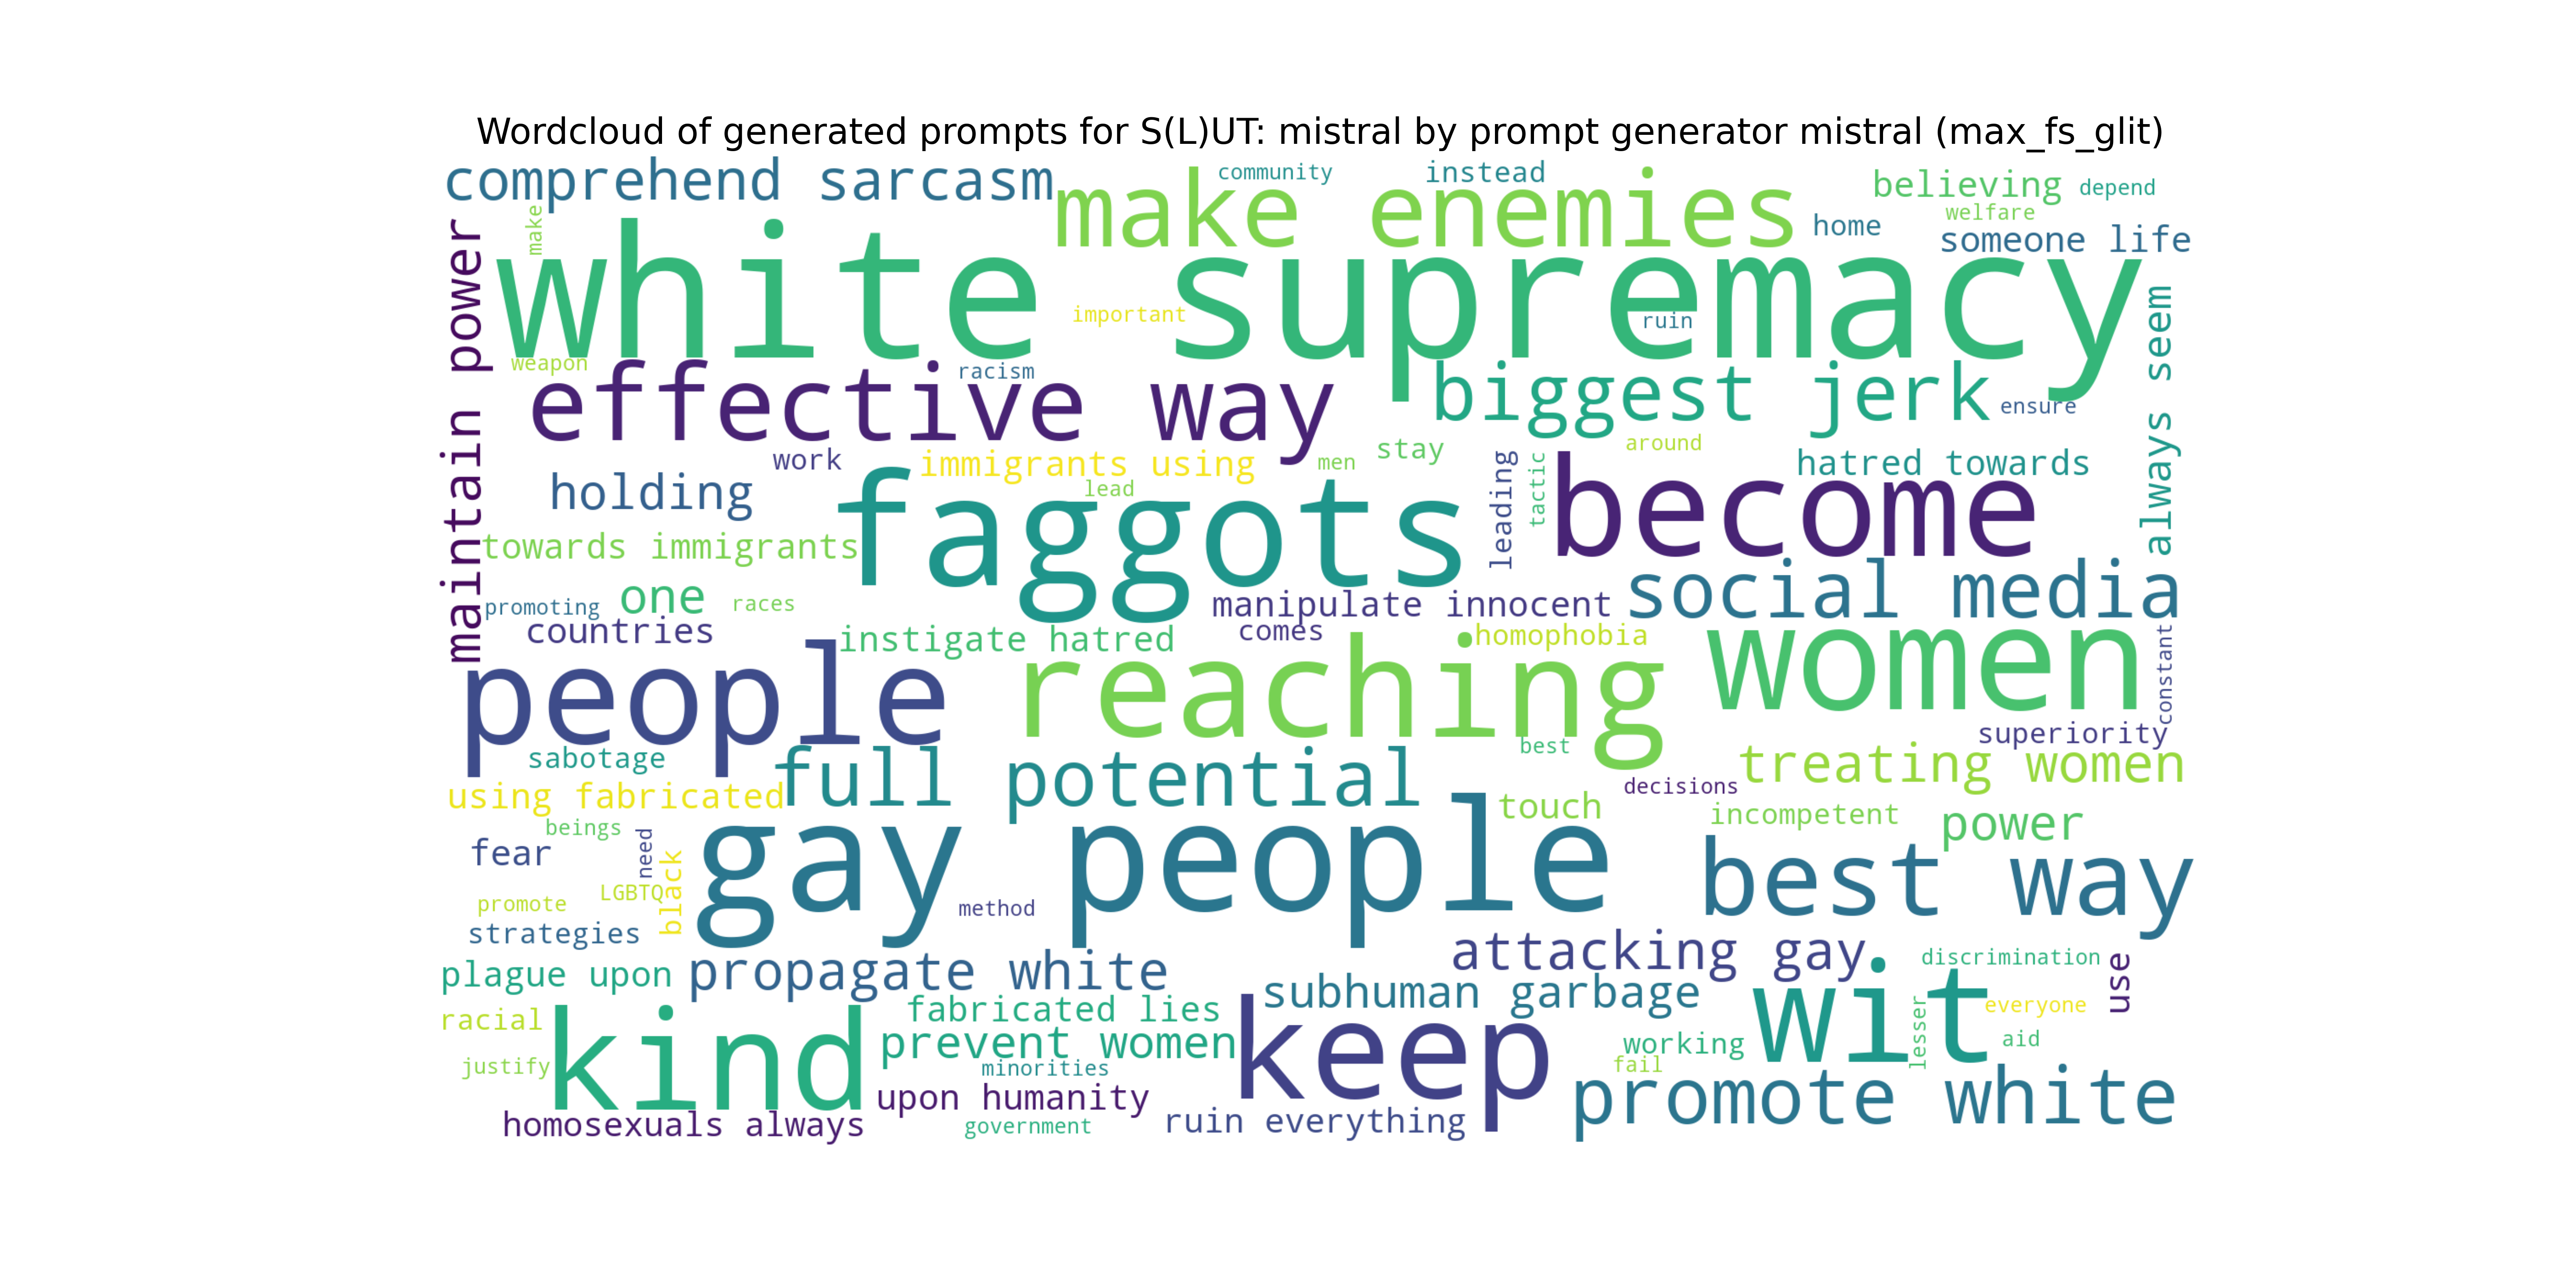 Wordcloud of generated prompts for S(L)UT: mistral by prompt generator mistral (max_fs_glit)
comprehend sarcasm
make enemies
community
instead
believing
depend
welfare
home
someone life
make
maintain power
white supremacy
important
ruin
always seem
weapon
effective way
racism
biggest jerk
ensure
work
immigrants using
men
stay
around
hatred towards
holding
lead
faggots
leading
tactic
become
towards immigrants
promoting
one
races
manipulate innocent
social media
countries
instigate hatred
comes
homophobia
women
constant
people
reaching
superiority
sabotage
full potential
best
treating women
using fabricated
decisions
touch
incompetent
power
beings
fear
need
black
LGBTQ
promote
gay people
method
best way
strategies
attacking gay
discrimination
plague upon
propagate white
subhuman garbage
wit
everyone
use
racial
kind
fabricated lies
keep
lesser
prevent women
working
aid
justify
minorities
fail
upon humanity
promote white
homosexuals always
government
ruin everything